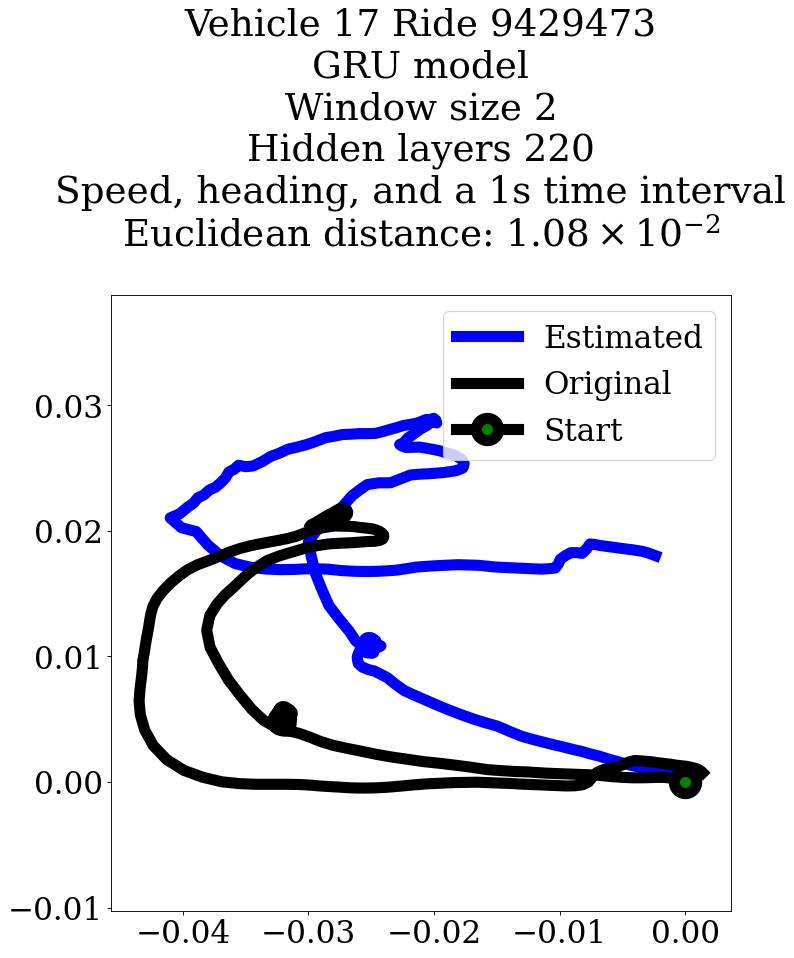 Vehicle 17 Ride 9429473
GRU model
Window size 2
Hidden layers 220
Speed, heading, and a 1s time interval
Euclidean distance: 1.08 × 10⁻²
Estimated
Original
Start
0.03
0.02
0.01
0.00
−0.01
−0.04 −0.03 −0.02 −0.01 0.00